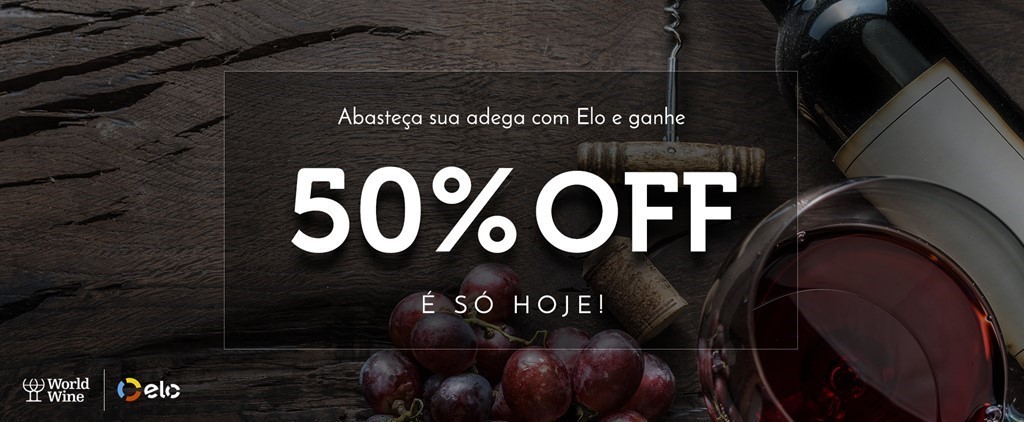 Abasteça sua adega com Elo e ganhe
50% OFF
É SÓ HOJE!
World
Wine
elo